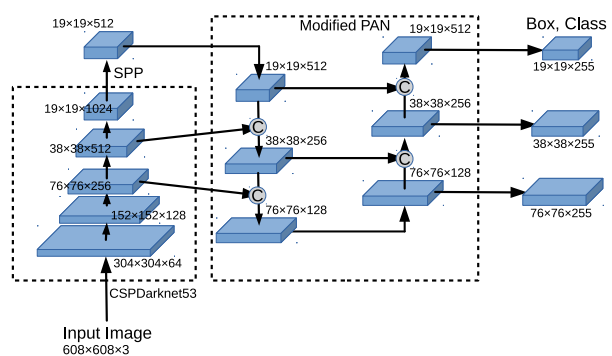 Modified PAN
Box, Class
19×19×512
19×19×512
SPP
19×19×512
19×19×255
19×19×1024
38×38×256
C
38×38×512
C
38×38×256
38×38×255
C
76×76×256
76×76×128
C
76×76×128
152×152×128
76×76×255
304×304×64
CSPDarknet53
Input Image
608×608×3